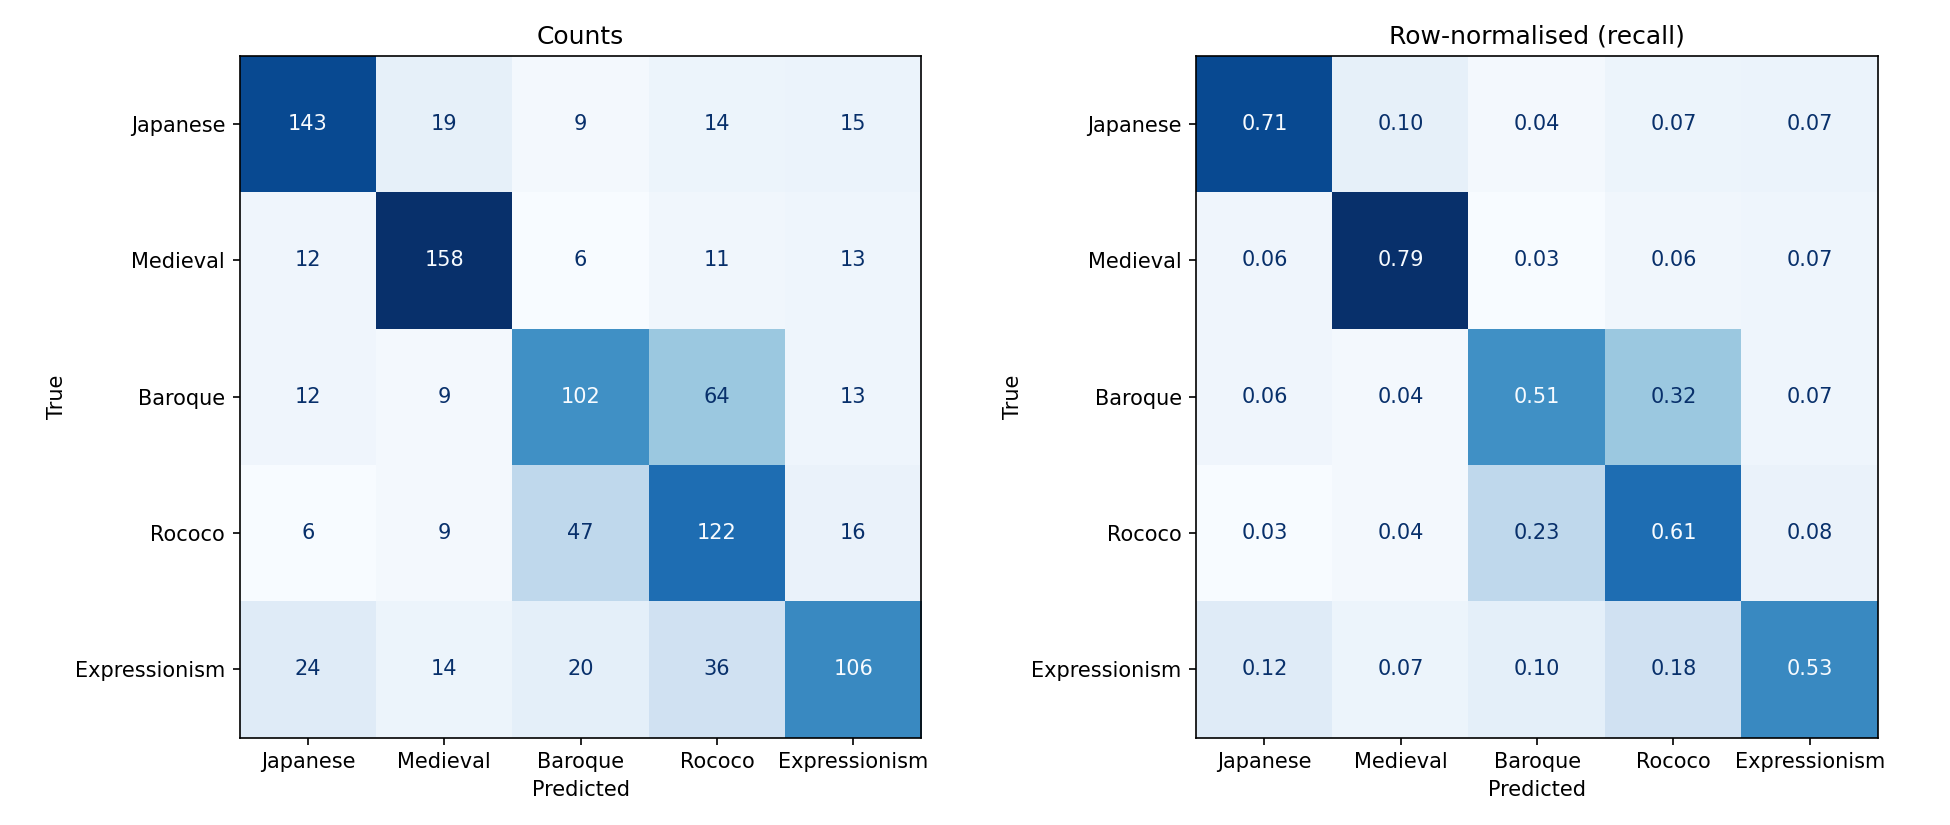 Counts
Japanese 143 19 9 14 15
Medieval 12 158 6 11 13
Baroque 12 9 102 64 13
Rococo 6 9 47 122 16
Expressionism 24 14 20 36 106
True
Japanese Medieval Baroque Rococo Expressionism
Predicted
Row-normalised (recall)
Japanese 0.71 0.10 0.04 0.07 0.07
Medieval 0.06 0.79 0.03 0.06 0.07
Baroque 0.06 0.04 0.51 0.32 0.07
Rococo 0.03 0.04 0.23 0.61 0.08
Expressionism 0.12 0.07 0.10 0.18 0.53
True
Japanese Medieval Baroque Rococo Expressionism
Predicted